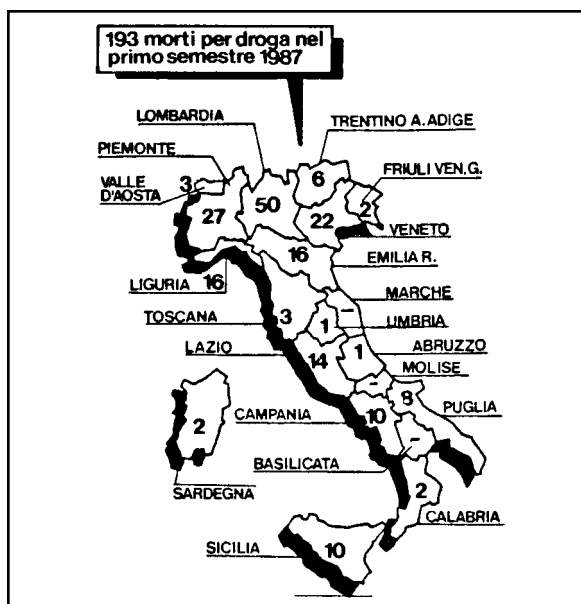 193 morti per droga nel
primo semestre 1987
LOMBARDIA
TRENTINO A. ADIGE
PIEMONTE
FRIULI VEN.G.
VALLE
D'AOSTA
3
6
27
50
22
2
VENETO
16
EMILIA R.
LIGURIA
16
MARCHE
TOSCANA
3
-
1
UMBRIA
LAZIO
14
1
ABRUZZO
MOLISE
-
8
CAMPANIA
10
PUGLIA
2
BASILICATA
-
SARDEGNA
2
CALABRIA
SICILIA
10